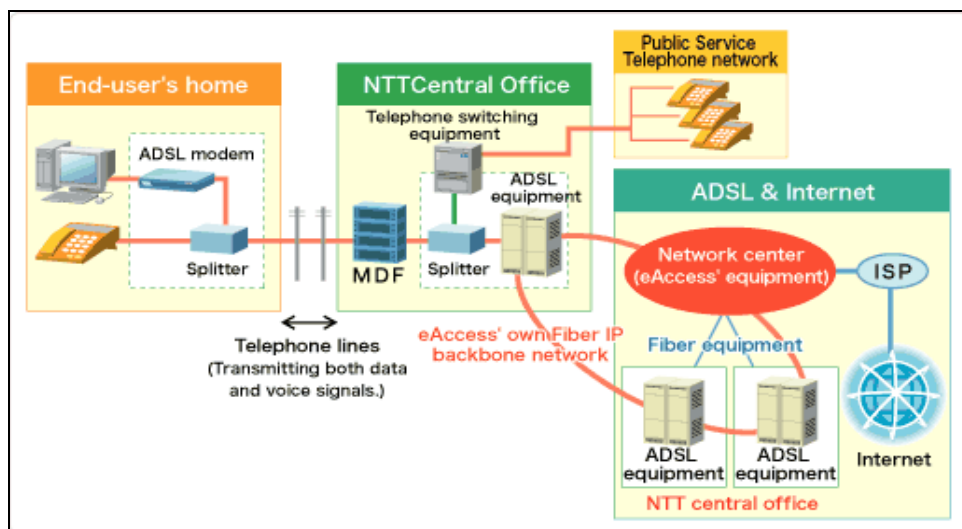 Public Service
Telephone network
End-user's home
NTTCentral Office
Telephone switching
equipment
ADSL modem
ADSL
equipment
ADSL & Internet
Network center
(eAccess' equipment)
ISP
Splitter
MDF
Splitter
Telephone lines
(Transmitting both data
and voice signals.)
eAccess' own Fiber IP
backbone network
Fiber equipment
ADSL
equipment
ADSL
equipment
Internet
NTT central office